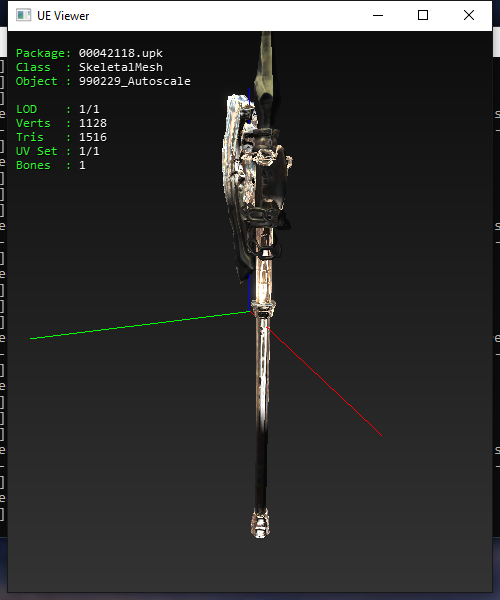 UE Viewer
Package: 00042118.upk
Class  : SkeletalMesh
Object : 990229_Autoscale
LOD    : 1/1
Verts  : 1128
Tris   : 1516
UV Set : 1/1
Bones  : 1